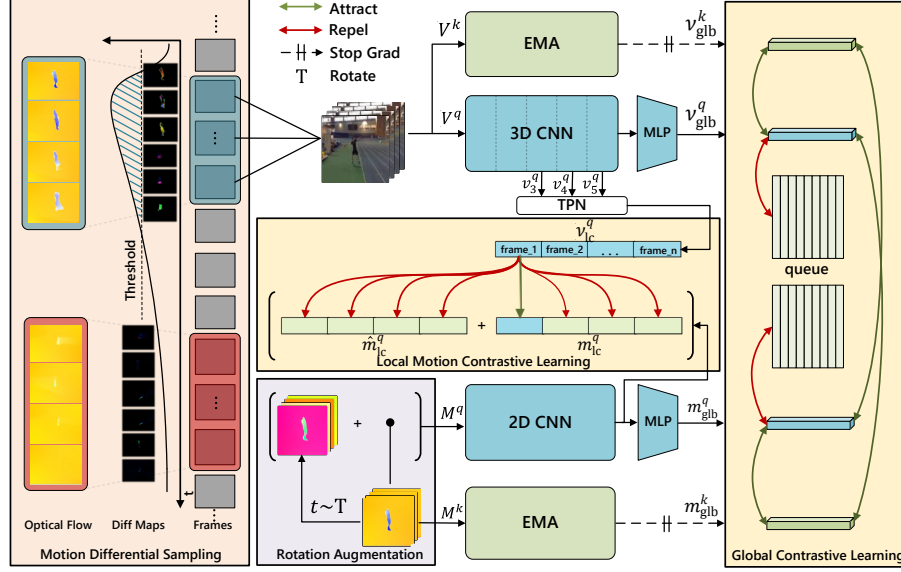 Attract
Repel
Stop Grad
T Rotate
Threshold
t
Optical Flow
Diff Maps
Frames
Motion Differential Sampling
V^k
EMA
ν^k_glb
V^q
3D CNN
MLP
ν^q_glb
v^q_3 v^q_4 v^q_5
TPN
ν^q_lc
frame_1 frame_2 . . . frame_n
+
m̂^q_lc
m^q_lc
Local Motion Contrastive Learning
+
t~T
Rotation Augmentation
M^q
2D CNN
MLP
m^q_glb
M^k
EMA
m^k_glb
queue
Global Contrastive Learning